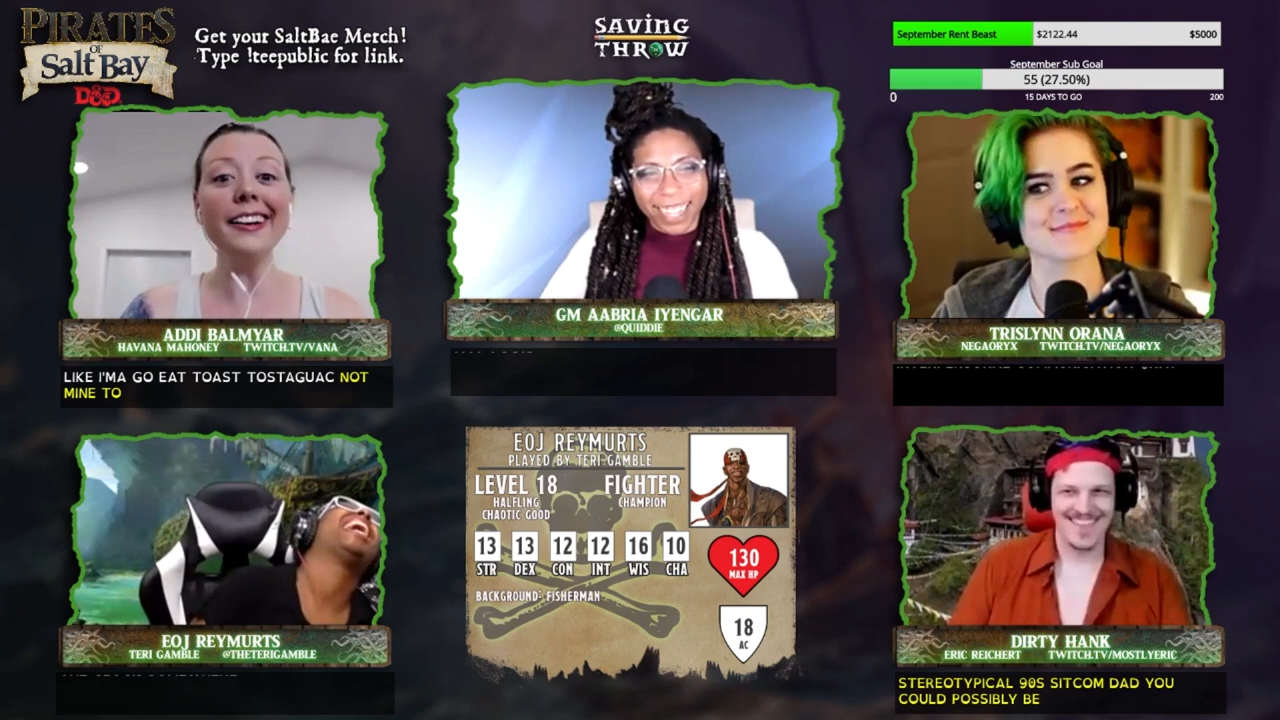 PIRATES
OF
Salt Bay
D&D
Get your SaltBae Merch!
Type !teepublic for link.
SAVING
THROW
September Rent Beast $2122.44 $5000
September Sub Goal
55 (27.50%)
0 15 DAYS TO GO 200
ADDI BALMYAR
HAVANA MAHONEY TWITCH.TV/VANA
LIKE I'MA GO EAT TOAST TOSTAGUAC NOT
MINE TO
GM AABRIA IYENGAR
@QUIDDIE
TRISLYNN ORANA
NEGAORYX TWITCH.TV/NEGAORYX
EOJ REYMURTS
TERI GAMBLE @THETERIGAMBLE
EOJ REYMURTS
PLAYED BY TERI GAMBLE
LEVEL 18 FIGHTER
HALFLING CHAMPION
CHAOTIC GOOD
13 13 12 12 16 10
STR DEX CON INT WIS CHA
BACKGROUND: FISHERMAN
130
MAX HP
18
AC
DIRTY HANK
ERIC REICHERT TWITCH.TV/MOSTLYERIC
STEREOTYPICAL 90S SITCOM DAD YOU
COULD POSSIBLY BE